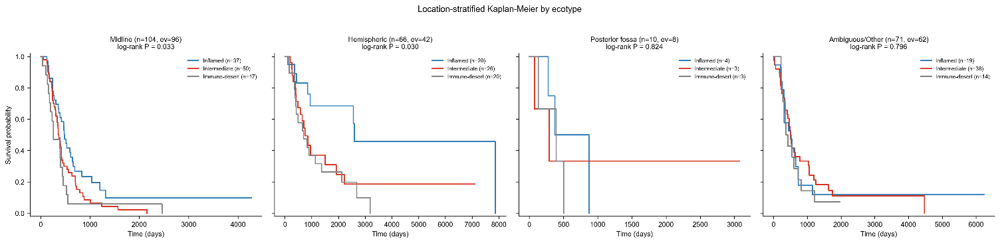 Location-stratified Kaplan-Meier by ecotype
Midline (n=104, ev=96)
log-rank P = 0.033
Inflamed (n=37)
Intermediate (n=50)
Immune-desert (n=17)
Survival probability
1.0
0.8
0.6
0.4
0.2
0.0
0 1000 2000 3000 4000
Time (days)
Hemispheric (n=66, ev=42)
log-rank P = 0.030
Inflamed (n=20)
Intermediate (n=26)
Immune-desert (n=20)
0 1000 2000 3000 4000 5000 6000 7000 8000
Time (days)
Posterior fossa (n=10, ev=8)
log-rank P = 0.824
Inflamed (n=4)
Intermediate (n=3)
Immune-desert (n=3)
0 500 1000 1500 2000 2500 3000
Time (days)
Ambiguous/Other (n=71, ev=62)
log-rank P = 0.796
Inflamed (n=19)
Intermediate (n=38)
Immune-desert (n=14)
0 1000 2000 3000 4000 5000 6000
Time (days)